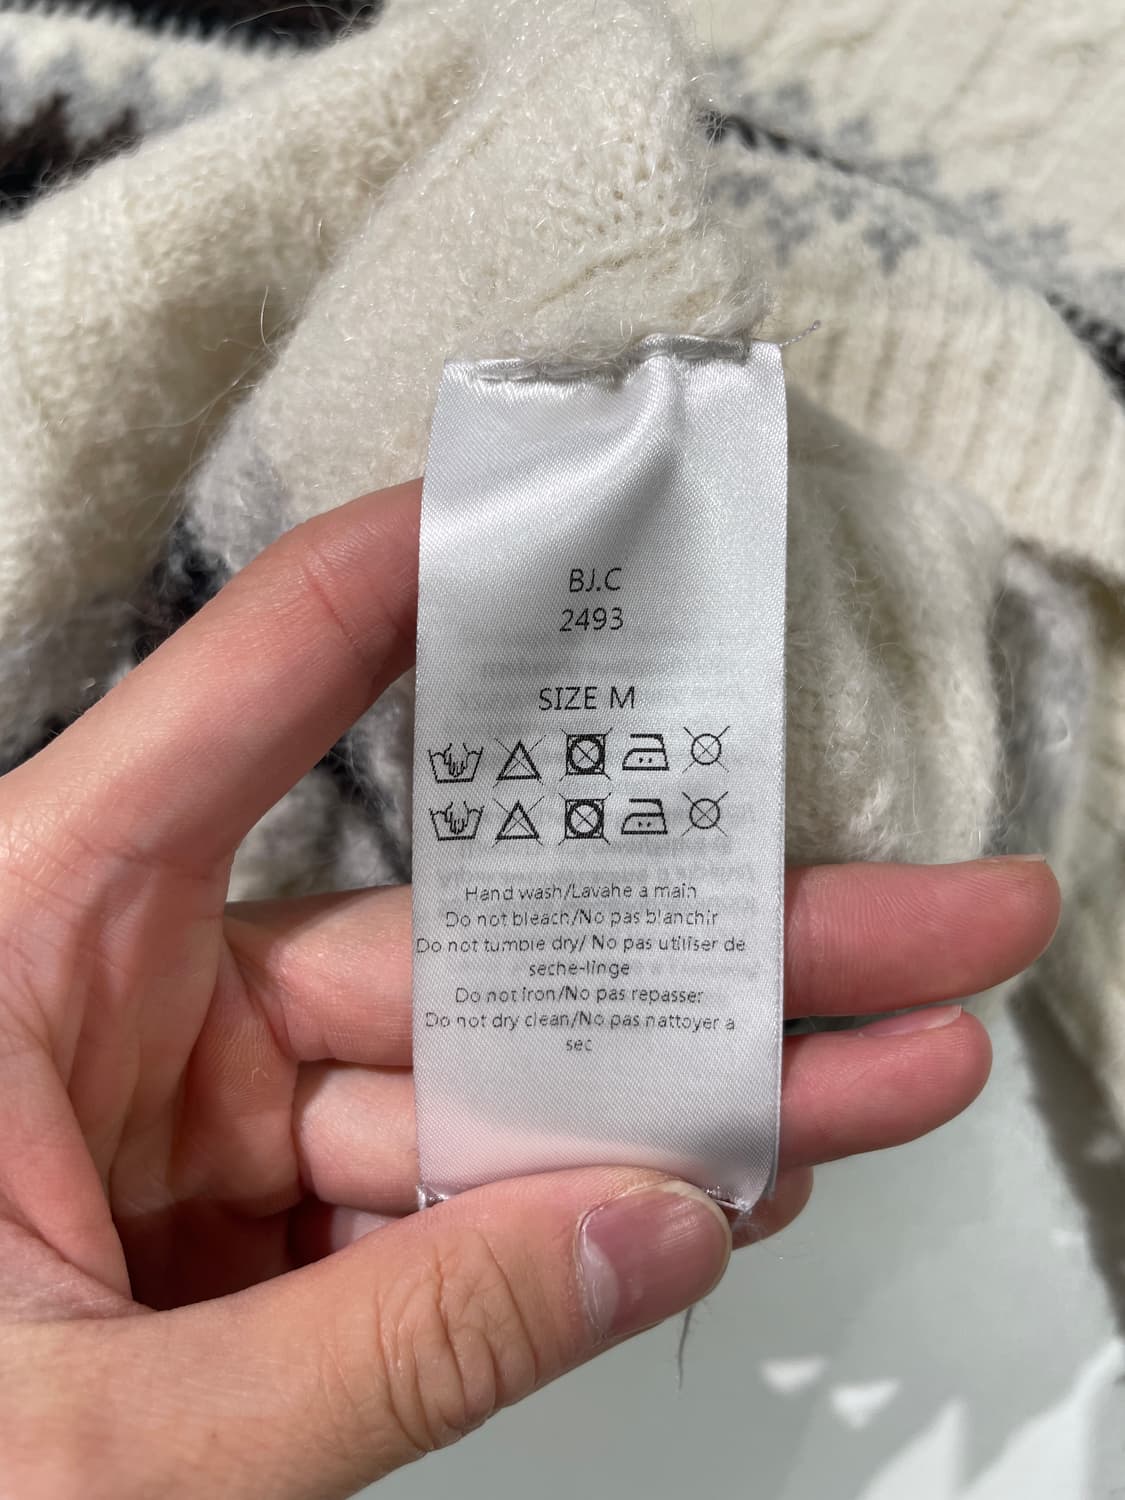 BJ.C
2493
SIZE M
Hand wash/Lavahe a main
Do not bleach/No pas blanchir
Do not tumble dry/ No pas utiliser de
seche-linge
Do not iron/No pas repasser
Do not dry clean/No pas nattoyer a
sec